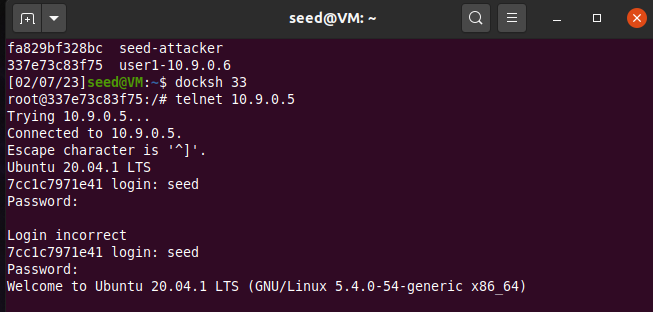 seed@VM: ~
fa829bf328bc  seed-attacker
337e73c83f75  user1-10.9.0.6
[02/07/23]seed@VM:~$ docksh 33
root@337e73c83f75:/# telnet 10.9.0.5
Trying 10.9.0.5...
Connected to 10.9.0.5.
Escape character is '^]'.
Ubuntu 20.04.1 LTS
7cc1c7971e41 login: seed
Password:

Login incorrect
7cc1c7971e41 login: seed
Password:
Welcome to Ubuntu 20.04.1 LTS (GNU/Linux 5.4.0-54-generic x86_64)